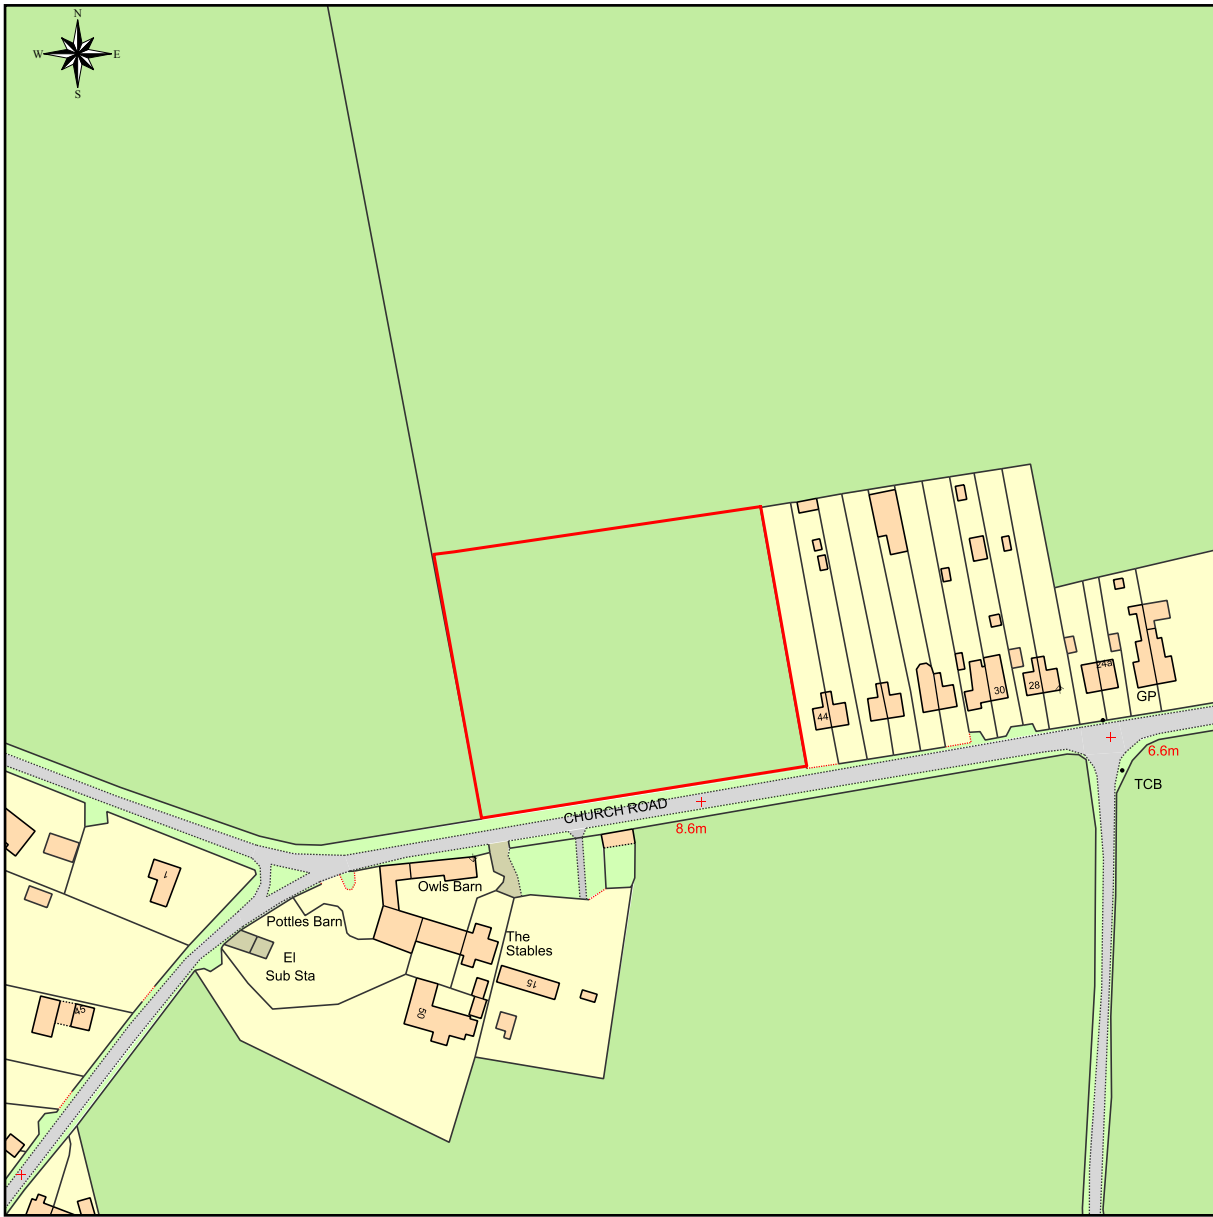 N
W E
S
44
30
28
24a
GP
6.6m
TCB
CHURCH ROAD
8.6m
1
Owls Barn
Pottles Barn
The
Stables
El
Sub Sta
15
50
45